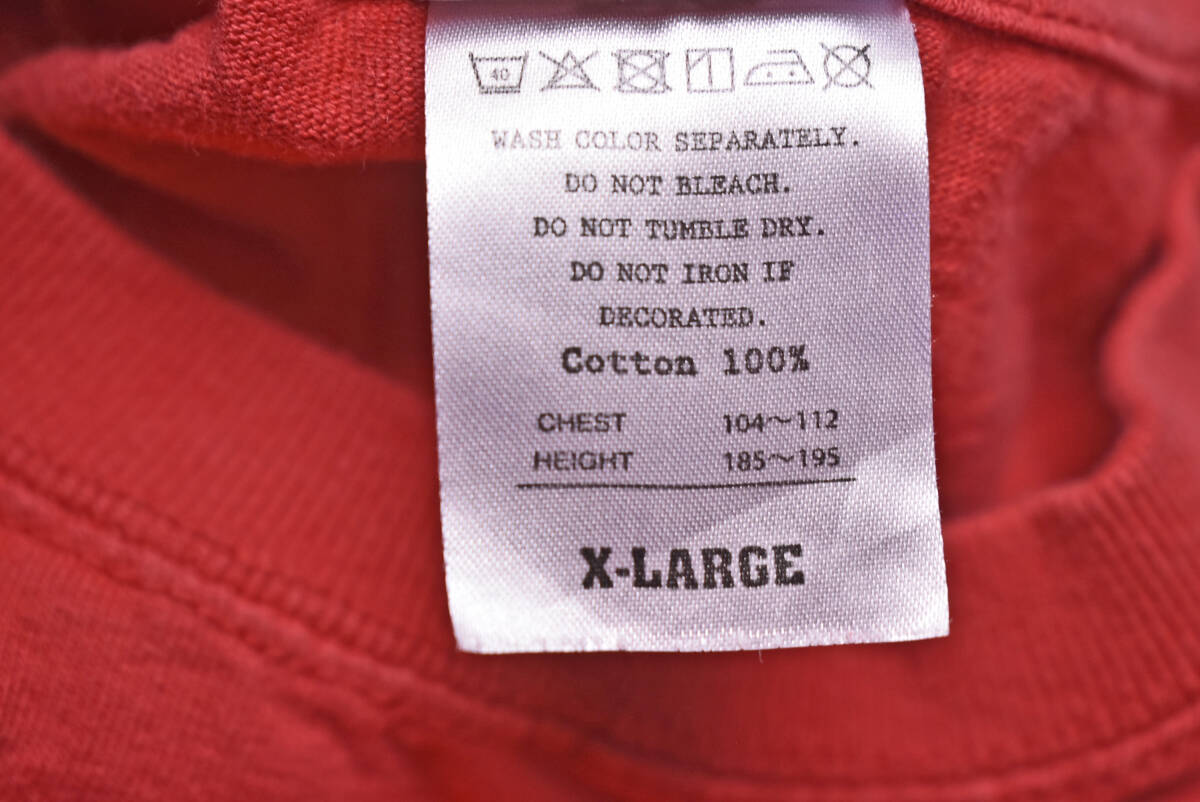 40
WASH COLOR SEPARATELY.
DO NOT BLEACH.
DO NOT TUMBLE DRY.
DO NOT IRON IF
DECORATED.
Cotton 100%
CHEST 104～112
HEIGHT 185～195
X-LARGE